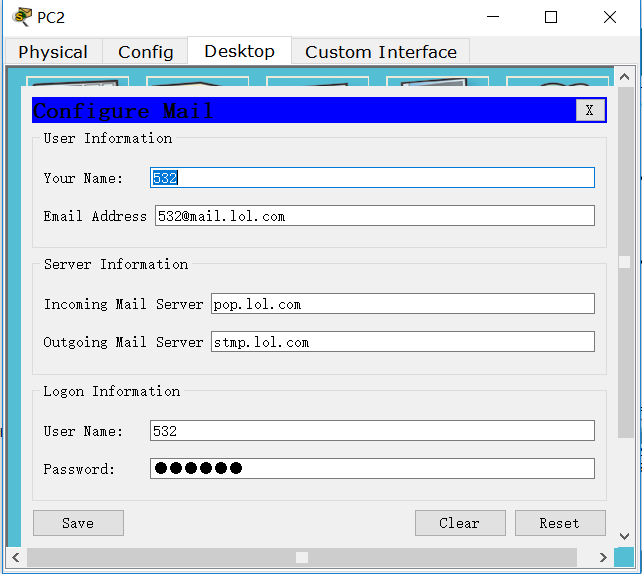 PC2
Physical Config Desktop Custom Interface
Configure Mail X
User Information
Your Name: 532
Email Address 532@mail.lol.com
Server Information
Incoming Mail Server pop.lol.com
Outgoing Mail Server stmp.lol.com
Logon Information
User Name: 532
Password: ●●●●●●
Save Clear Reset